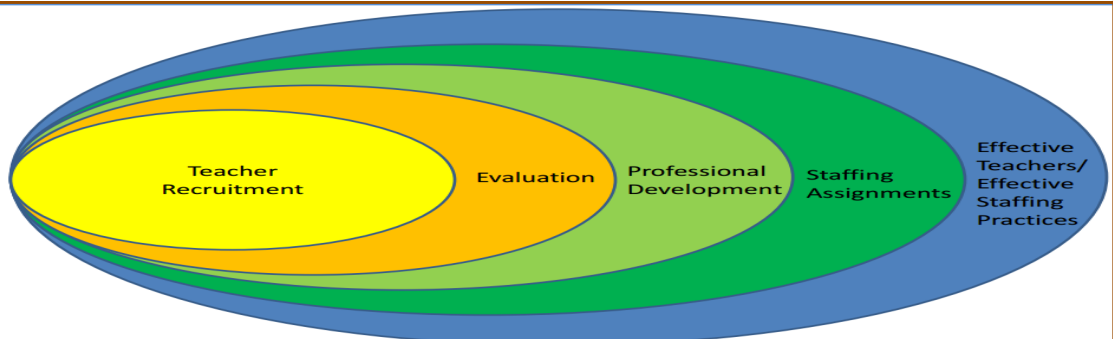 Teacher
Recruitment
Evaluation
Professional
Development
Staffing
Assignments
Effective
Teachers/
Effective
Staffing
Practices